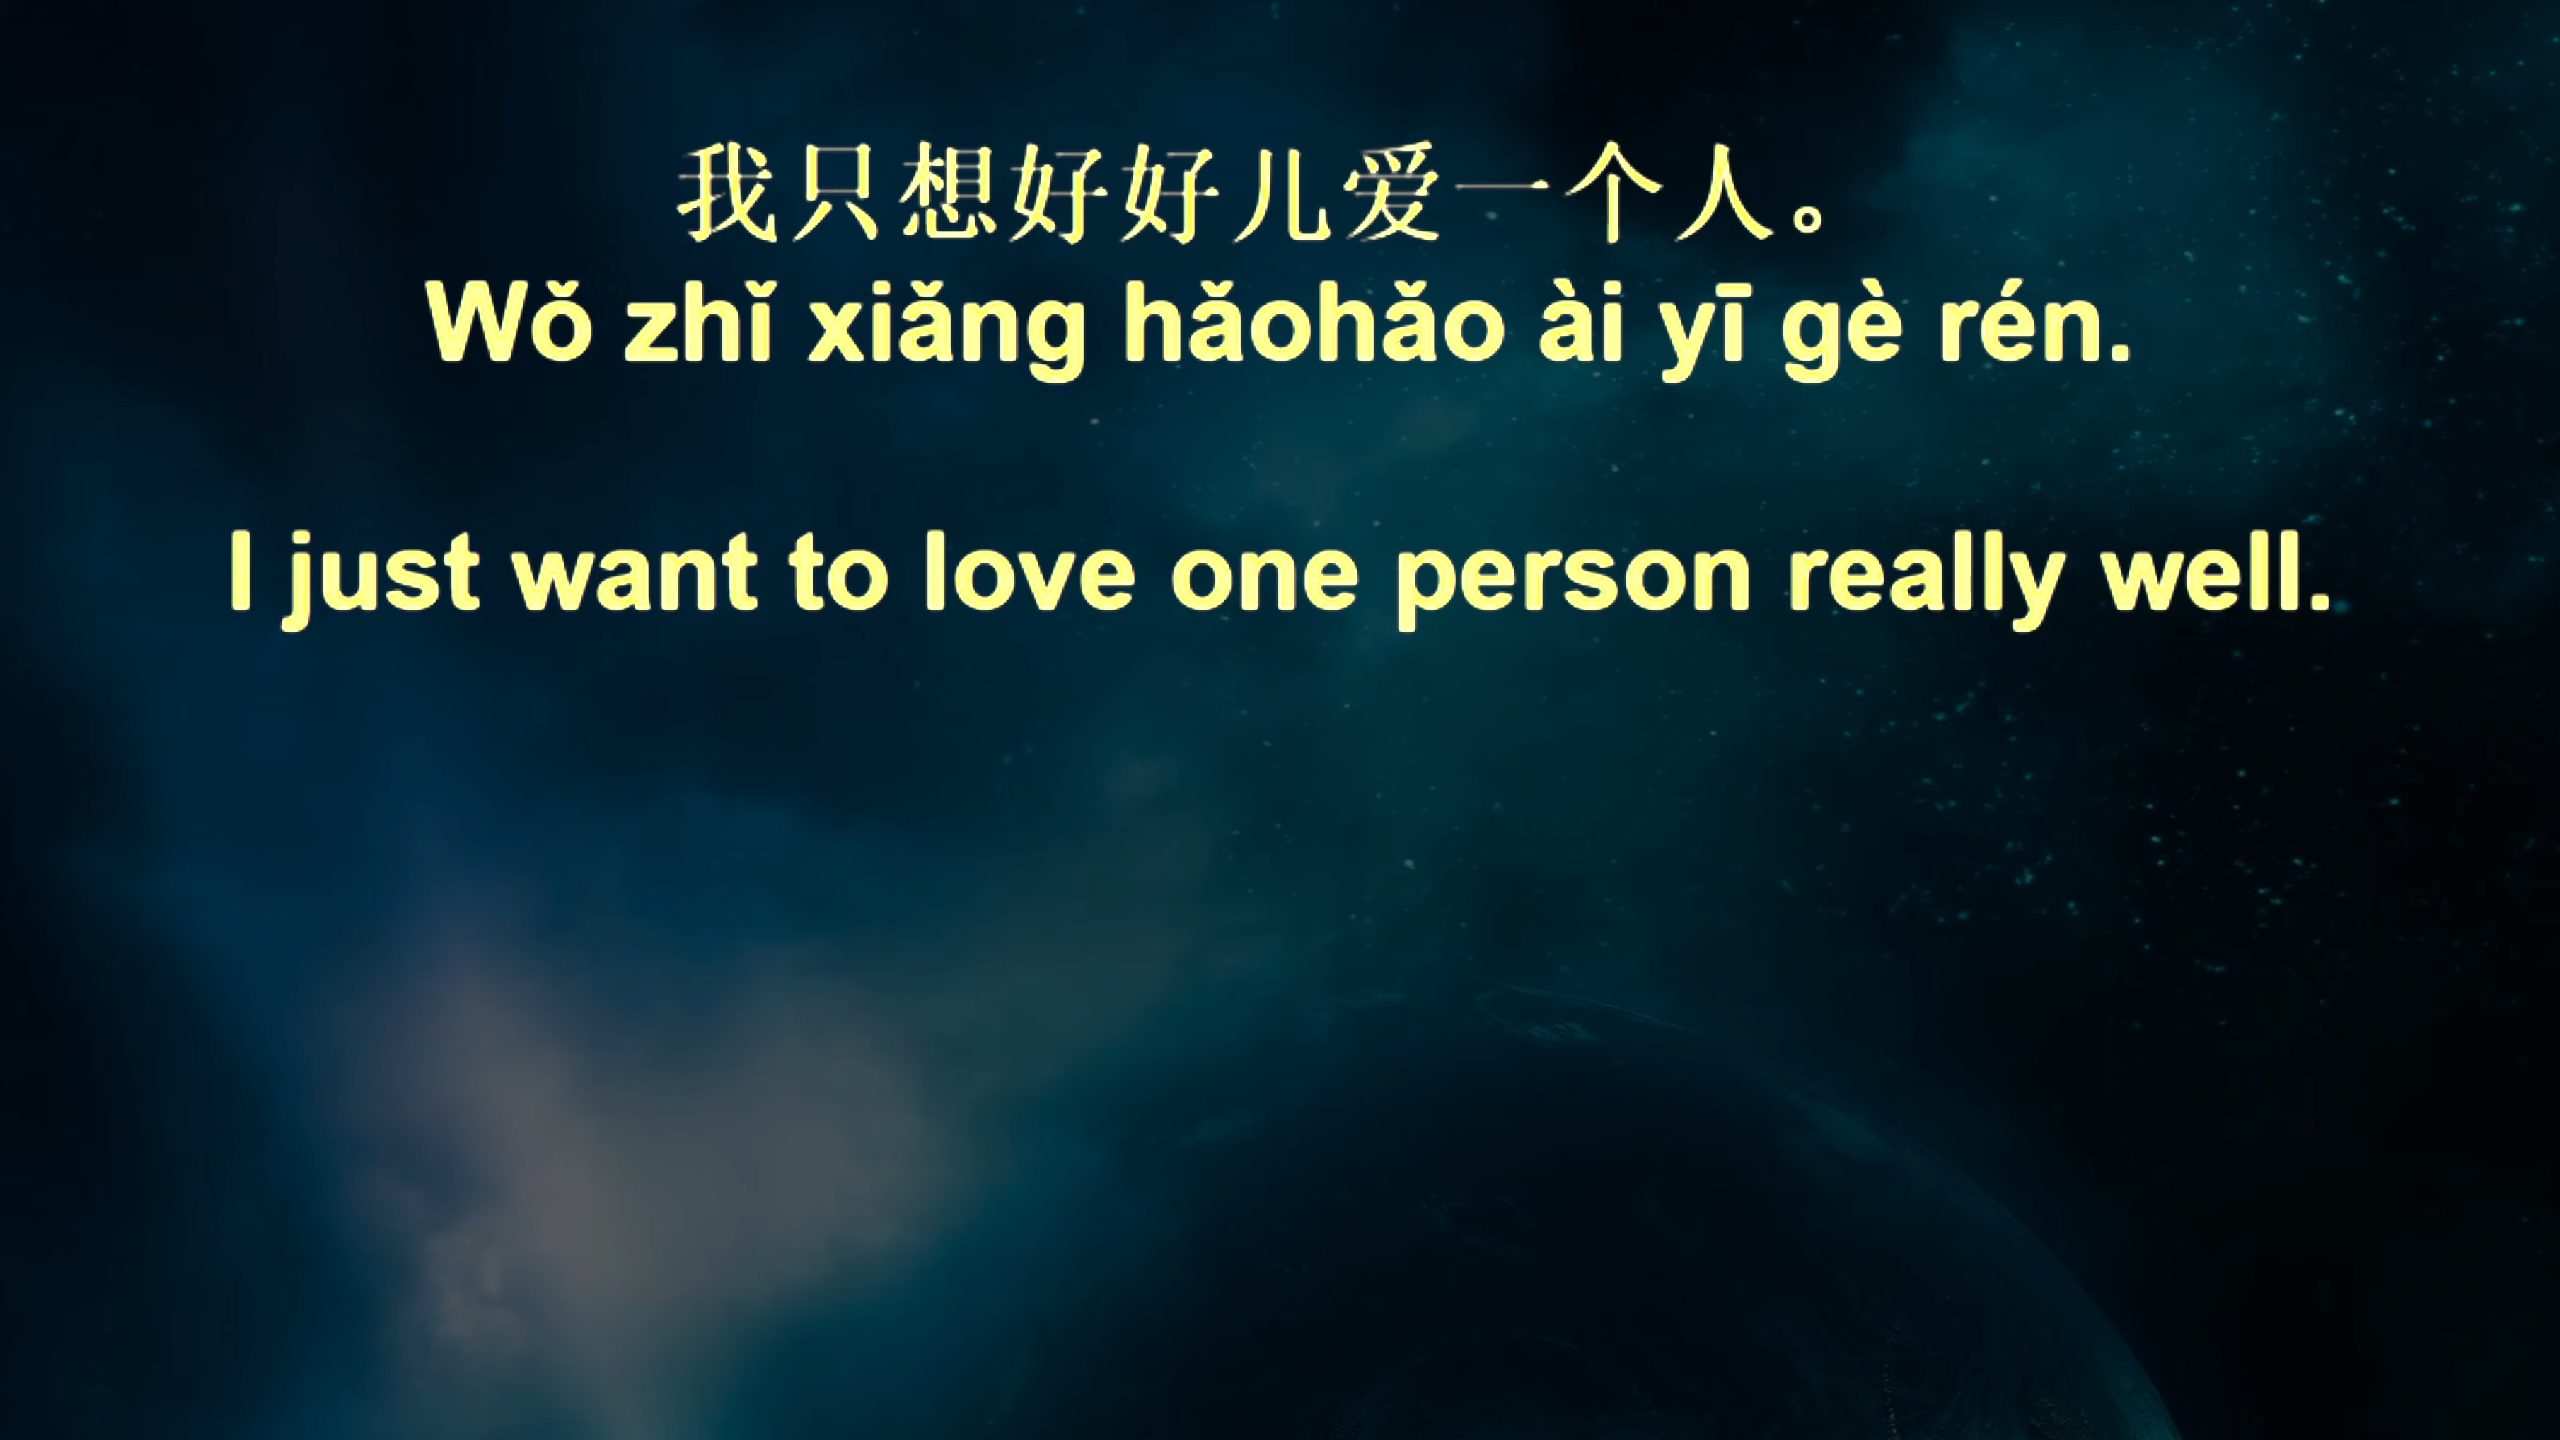 我只想好好儿爱一个人。
Wǒ zhǐ xiǎng hǎohǎo ài yī gè rén.
I just want to love one person really well.